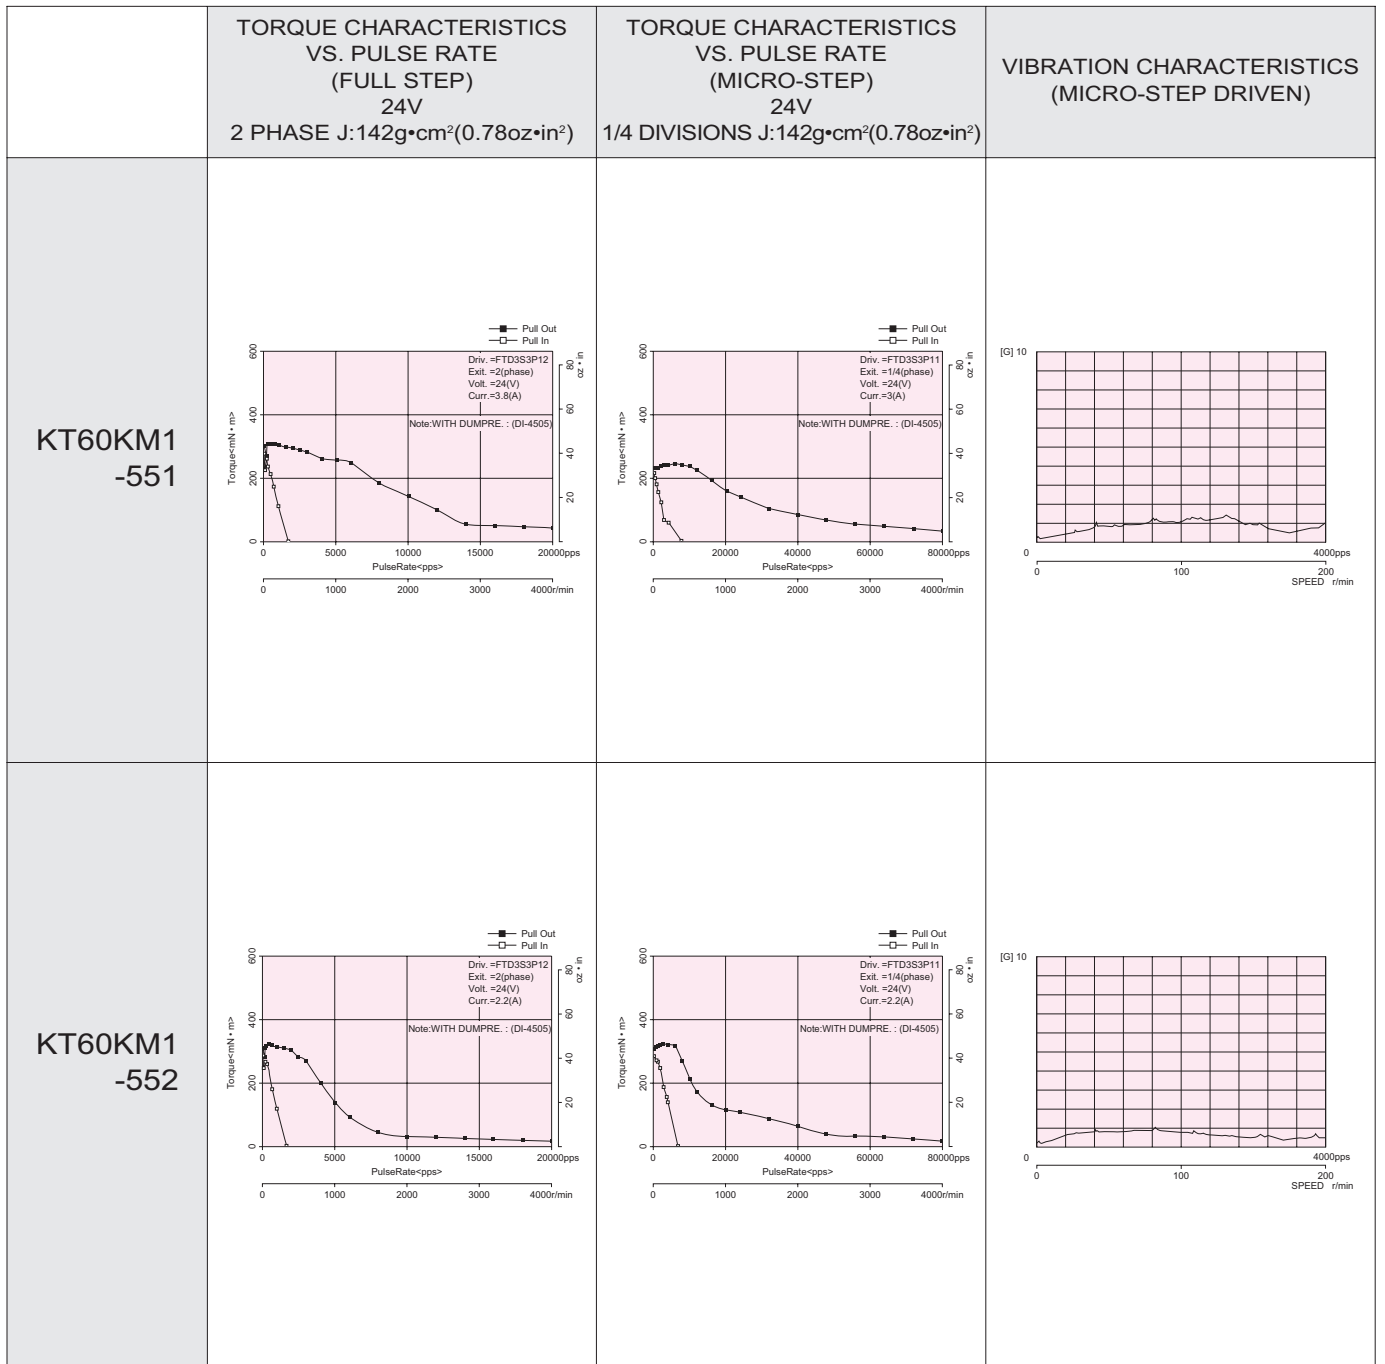 TORQUE CHARACTERISTICS
VS. PULSE RATE
(FULL STEP)
24V
2 PHASE J:142g•cm²(0.78oz•in²)
TORQUE CHARACTERISTICS
VS. PULSE RATE
(MICRO-STEP)
24V
1/4 DIVISIONS J:142g•cm²(0.78oz•in²)
VIBRATION CHARACTERISTICS
(MICRO-STEP DRIVEN)
KT60KM1
-551
Pull Out
Pull In
Driv. =FTD3S3P12
Exit. =2(phase)
Volt. =24(V)
Curr.=3.8(A)
Note:WITH DUMPRE. : (DI-4505)
Torque<mN • m>
0 200 400 600
oz • in
20 40 60 80
0 5000 10000 15000 20000pps
PulseRate<pps>
0 1000 2000 3000 4000r/min
Pull Out
Pull In
Driv. =FTD3S3P11
Exit. =1/4(phase)
Volt. =24(V)
Curr.=3(A)
Note:WITH DUMPRE. : (DI-4505)
Torque<mN • m>
0 200 400 600
oz • in
20 40 60 80
0 20000 40000 60000 80000pps
PulseRate<pps>
0 1000 2000 3000 4000r/min
[G] 10
0 4000pps
0 100 200
SPEED r/min
KT60KM1
-552
Pull Out
Pull In
Driv. =FTD3S3P12
Exit. =2(phase)
Volt. =24(V)
Curr.=2.2(A)
Note:WITH DUMPRE. : (DI-4505)
Torque<mN • m>
0 200 400 600
oz • in
20 40 60 80
0 5000 10000 15000 20000pps
PulseRate<pps>
0 1000 2000 3000 4000r/min
Pull Out
Pull In
Driv. =FTD3S3P11
Exit. =1/4(phase)
Volt. =24(V)
Curr.=2.2(A)
Note:WITH DUMPRE. : (DI-4505)
Torque<mN • m>
0 200 400 600
oz • in
20 40 60 80
0 20000 40000 60000 80000pps
PulseRate<pps>
0 1000 2000 3000 4000r/min
[G] 10
0 4000pps
0 100 200
SPEED r/min